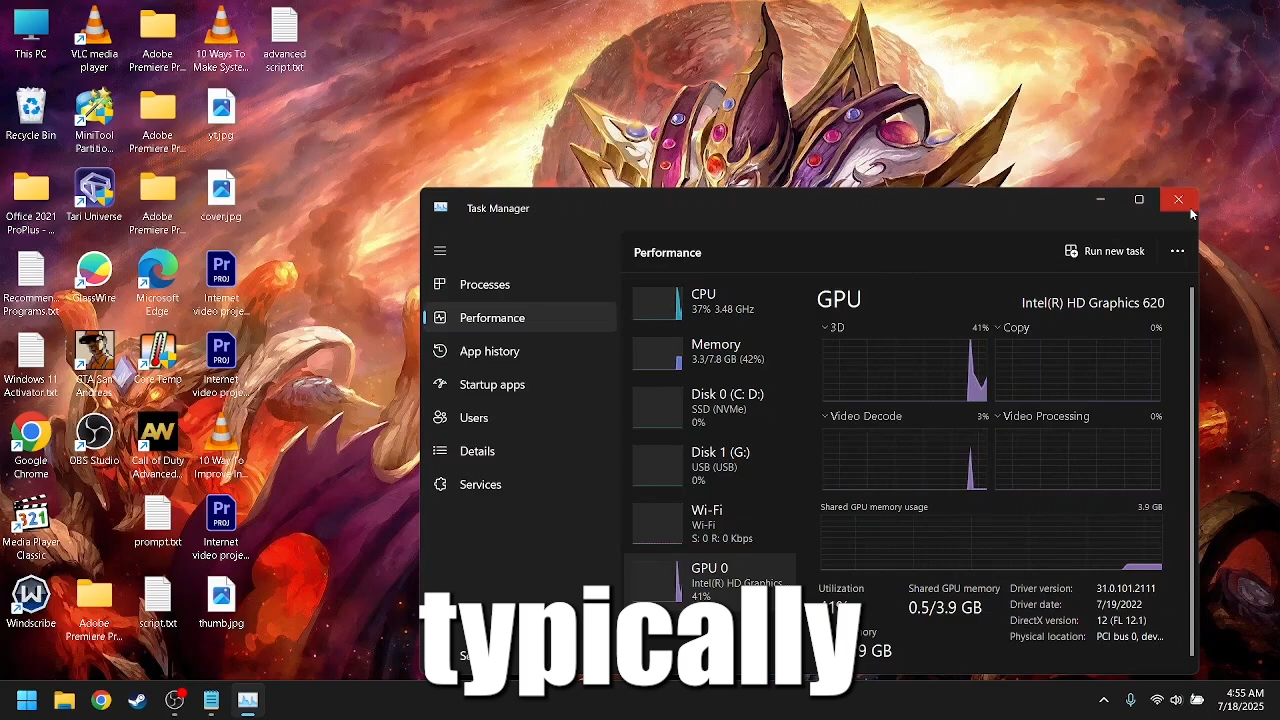 This PC
VLC media
player
Adobe
Premiere Pr...
10 Ways To
Make Syste...
advanced
script.txt
Recycle Bin
MiniTool
Partitio...
Adobe
Premiere Pr...
yt.jpg
Office 2021
ProPlus - ...
Tari Universe
Adobe
Premiere Pr...
cover.jpg
Recommen...
Programs.txt
GlassWire
Microsoft
Edge
Internet
video proje...
Windows 11
Activator.txt
GTA San
Andreas
Core Temp
Internet
video proje...
Google
Chrome
OBS Studio
Call of Duty
Advanced...
10 Way To
Improve in...
Media Player
Classic
prompt.txt
Internet
video proje...
Windscribe
Adobe
Premiere Pr...
script.txt
thumb.jpg
Task Manager
Processes
Performance
App history
Startup apps
Users
Details
Services
Performance
Run new task
CPU
37% 3.48 GHz
Memory
3.3/7.8 GB (42%)
Disk 0 (C: D:)
SSD (NVMe)
0%
Disk 1 (G:)
USB (USB)
0%
Wi-Fi
Wi-Fi
S: 0 R: 0 Kbps
GPU 0
Intel(R) HD Graphics
41%
GPU
Intel(R) HD Graphics 620
3D 41%
Copy 0%
Video Decode 3%
Video Processing 0%
Shared GPU memory usage 3.9 GB
Utilization
Shared GPU memory
0.5/3.9 GB
Driver version: 31.0.101.2111
Driver date: 7/19/2022
DirectX version: 12 (FL 12.1)
Physical location: PCI bus 0, dev...
GB
typically
4:55 AM
7/18/2025